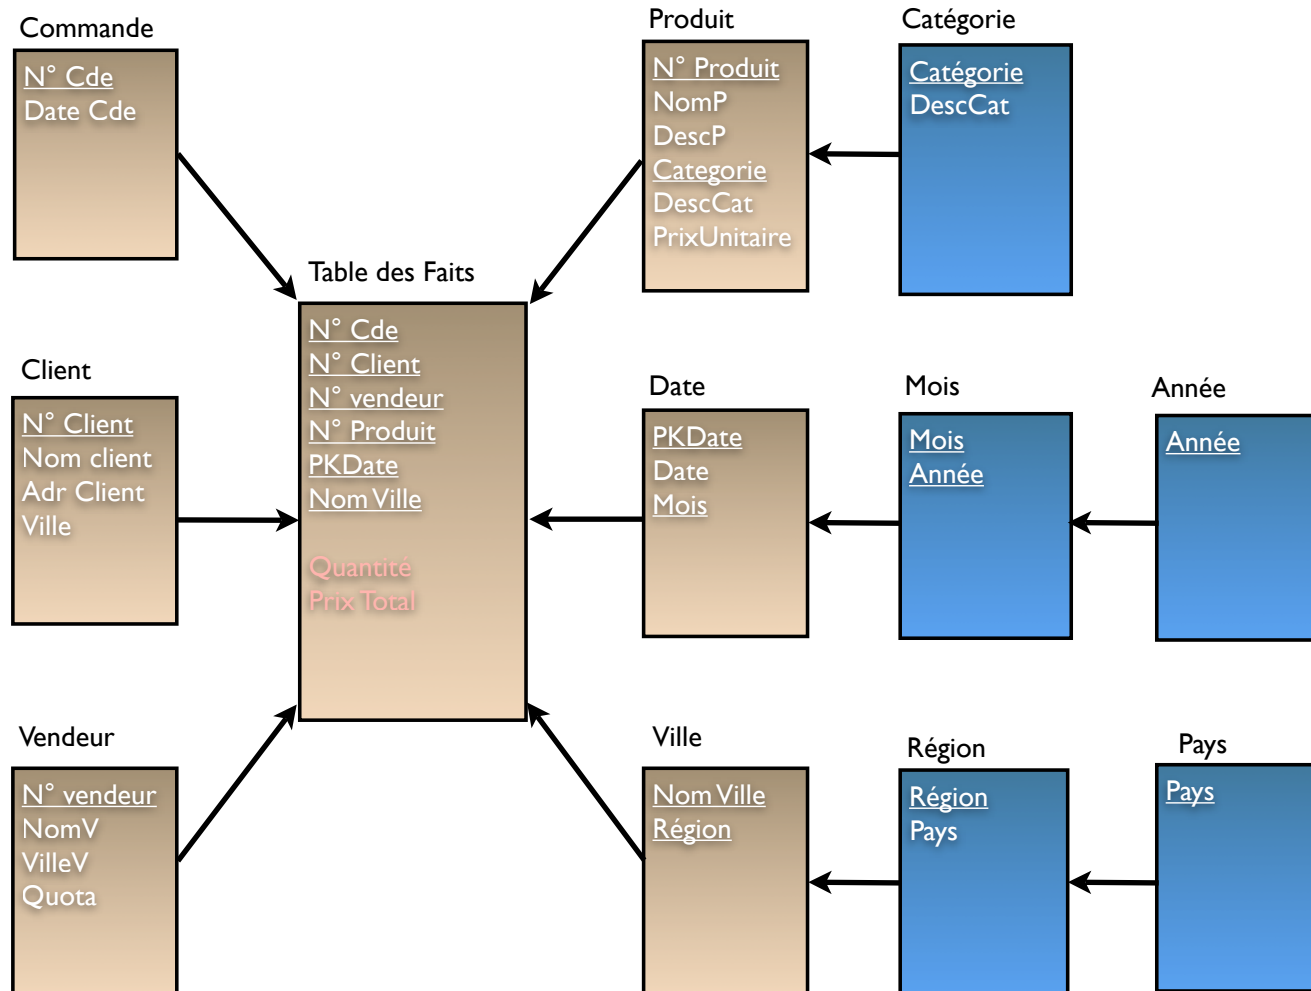 Commande
N° Cde
Date Cde
Produit
N° Produit
NomP
DescP
Categorie
DescCat
PrixUnitaire
Catégorie
Catégorie
DescCat
Table des Faits
N° Cde
N° Client
N° vendeur
N° Produit
PKDate
Nom Ville
Quantité
Prix Total
Client
N° Client
Nom client
Adr Client
Ville
Date
PKDate
Date
Mois
Mois
Mois
Année
Année
Année
Vendeur
N° vendeur
NomV
VilleV
Quota
Ville
Nom Ville
Région
Région
Région
Pays
Pays
Pays